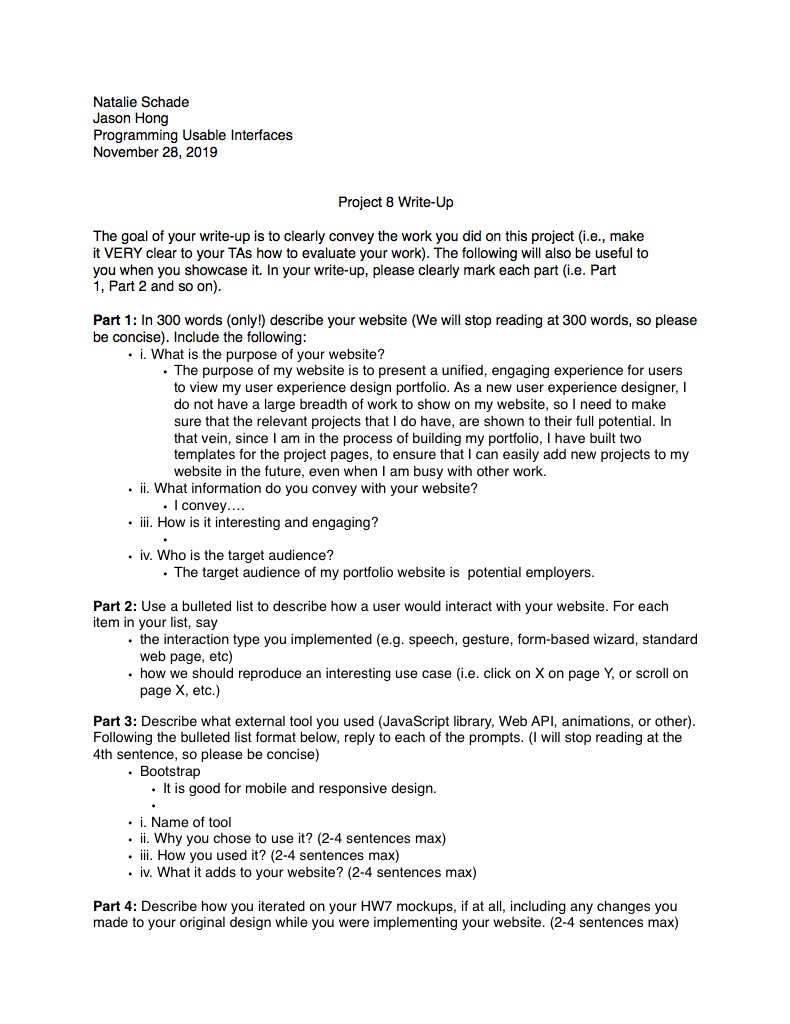 Natalie Schade
Jason Hong
Programming Usable Interfaces
November 28, 2019
Project 8 Write-Up
The goal of your write-up is to clearly convey the work you did on this project (i.e., make
it VERY clear to your TAs how to evaluate your work). The following will also be useful to
you when you showcase it. In your write-up, please clearly mark each part (i.e. Part
1, Part 2 and so on).
Part 1: In 300 words (only!) describe your website (We will stop reading at 300 words, so please
be concise). Include the following:
• i. What is the purpose of your website?
• The purpose of my website is to present a unified, engaging experience for users
to view my user experience design portfolio. As a new user experience designer, I
do not have a large breadth of work to show on my website, so I need to make
sure that the relevant projects that I do have, are shown to their full potential. In
that vein, since I am in the process of building my portfolio, I have built two
templates for the project pages, to ensure that I can easily add new projects to my
website in the future, even when I am busy with other work.
• ii. What information do you convey with your website?
• I convey….
• iii. How is it interesting and engaging?
•
• iv. Who is the target audience?
• The target audience of my portfolio website is  potential employers.
Part 2: Use a bulleted list to describe how a user would interact with your website. For each
item in your list, say
• the interaction type you implemented (e.g. speech, gesture, form-based wizard, standard
web page, etc)
• how we should reproduce an interesting use case (i.e. click on X on page Y, or scroll on
page X, etc.)
Part 3: Describe what external tool you used (JavaScript library, Web API, animations, or other).
Following the bulleted list format below, reply to each of the prompts. (I will stop reading at the
4th sentence, so please be concise)
• Bootstrap
• It is good for mobile and responsive design.
•
• i. Name of tool
• ii. Why you chose to use it? (2-4 sentences max)
• iii. How you used it? (2-4 sentences max)
• iv. What it adds to your website? (2-4 sentences max)
Part 4: Describe how you iterated on your HW7 mockups, if at all, including any changes you
made to your original design while you were implementing your website. (2-4 sentences max)